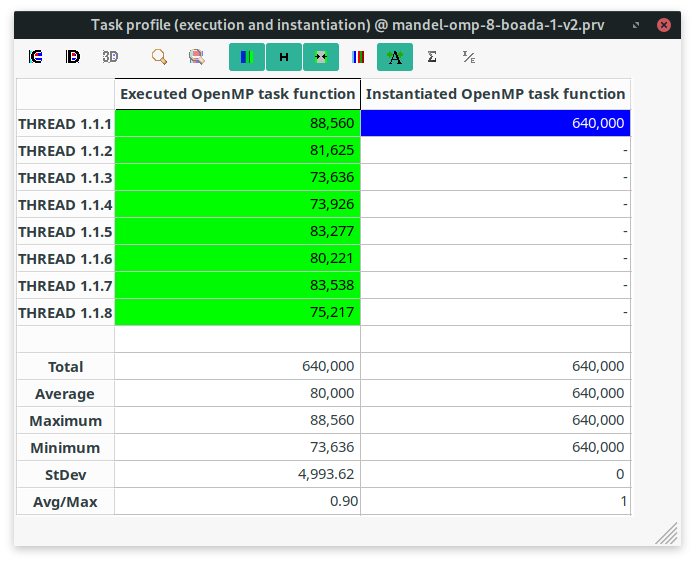 Task profile (execution and instantiation) @ mandel-omp-8-boada-1-v2.prv
3D Σ I/E
Executed OpenMP task function Instantiated OpenMP task function
THREAD 1.1.1 88,560 640,000
THREAD 1.1.2 81,625 -
THREAD 1.1.3 73,636 -
THREAD 1.1.4 73,926 -
THREAD 1.1.5 83,277 -
THREAD 1.1.6 80,221 -
THREAD 1.1.7 83,538 -
THREAD 1.1.8 75,217 -
Total 640,000 640,000
Average 80,000 640,000
Maximum 88,560 640,000
Minimum 73,636 640,000
StDev 4,993.62 0
Avg/Max 0.90 1